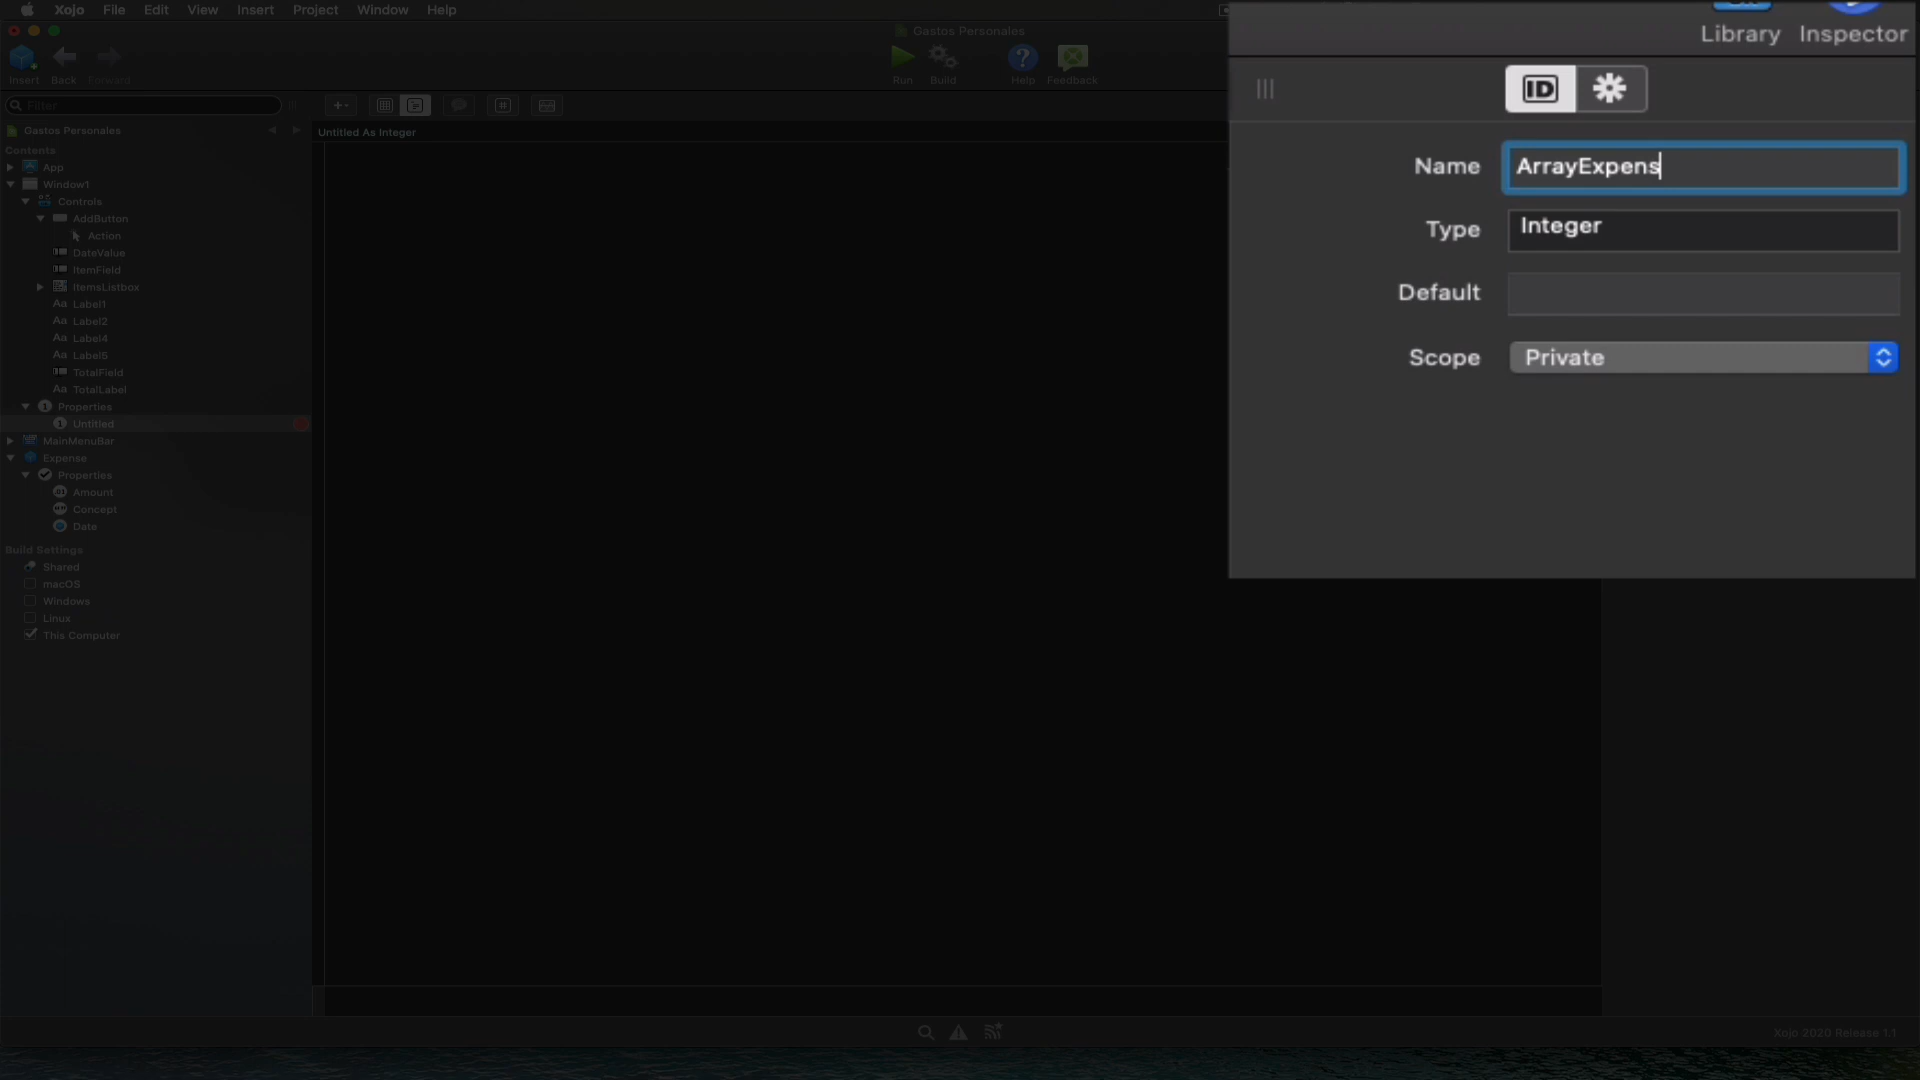 Xojo File Edit View Insert Project Window Help
Gastos Personales
Library Inspector
Insert Back Forward Run Build Help Feedback
Filter
Gastos Personales
Untitled As Integer
Contents
App
Window1
Controls
AddButton
Action
DateValue
ItemField
ItemsListbox
Label1
Label2
Label4
Label5
TotalField
TotalLabel
Properties
Untitled
MainMenuBar
Expense
Properties
Amount
Concept
Date
Build Settings
Shared
macOS
Windows
Linux
This Computer
ID
Name ArrayExpens
Type Integer
Default
Scope Private
Xojo 2020 Release 1.1